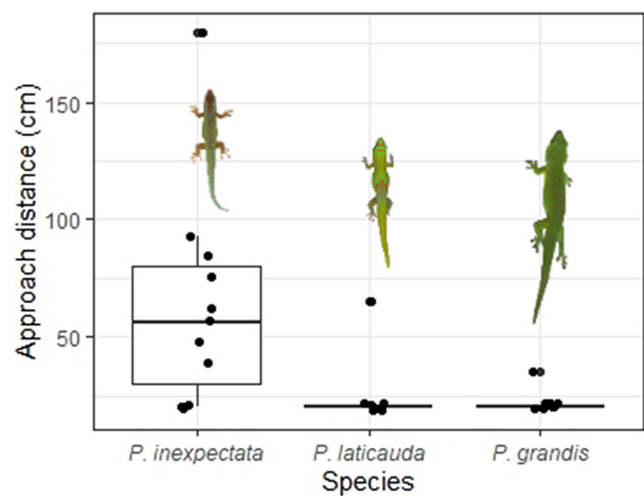 Approach distance (cm)
150
100
50
P. inexpectata P. laticauda P. grandis
Species